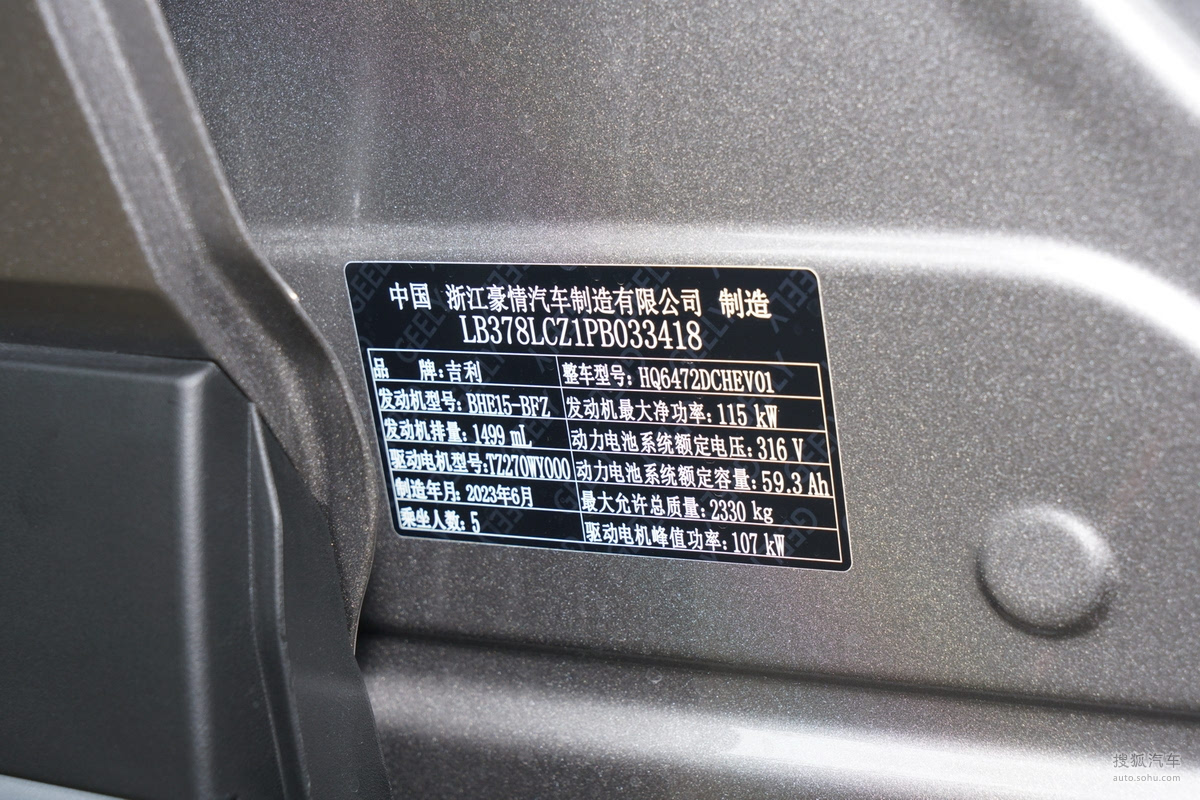 中国 浙江豪情汽车制造有限公司 制造
LB378LCZ1PB033418
品 牌:吉利 整车型号:HQ6472DCHEV01
发动机型号:BHE15-BFZ 发动机最大净功率:115 kW
发动机排量:1499 mL 动力电池系统额定电压:316 V
驱动电机型号:TZ270WY000 动力电池系统额定容量:59.3 Ah
制造年月:2023年6月 最大允许总质量:2330 kg
乘坐人数:5 驱动电机峰值功率:107 kW
搜狐汽车
auto.sohu.com